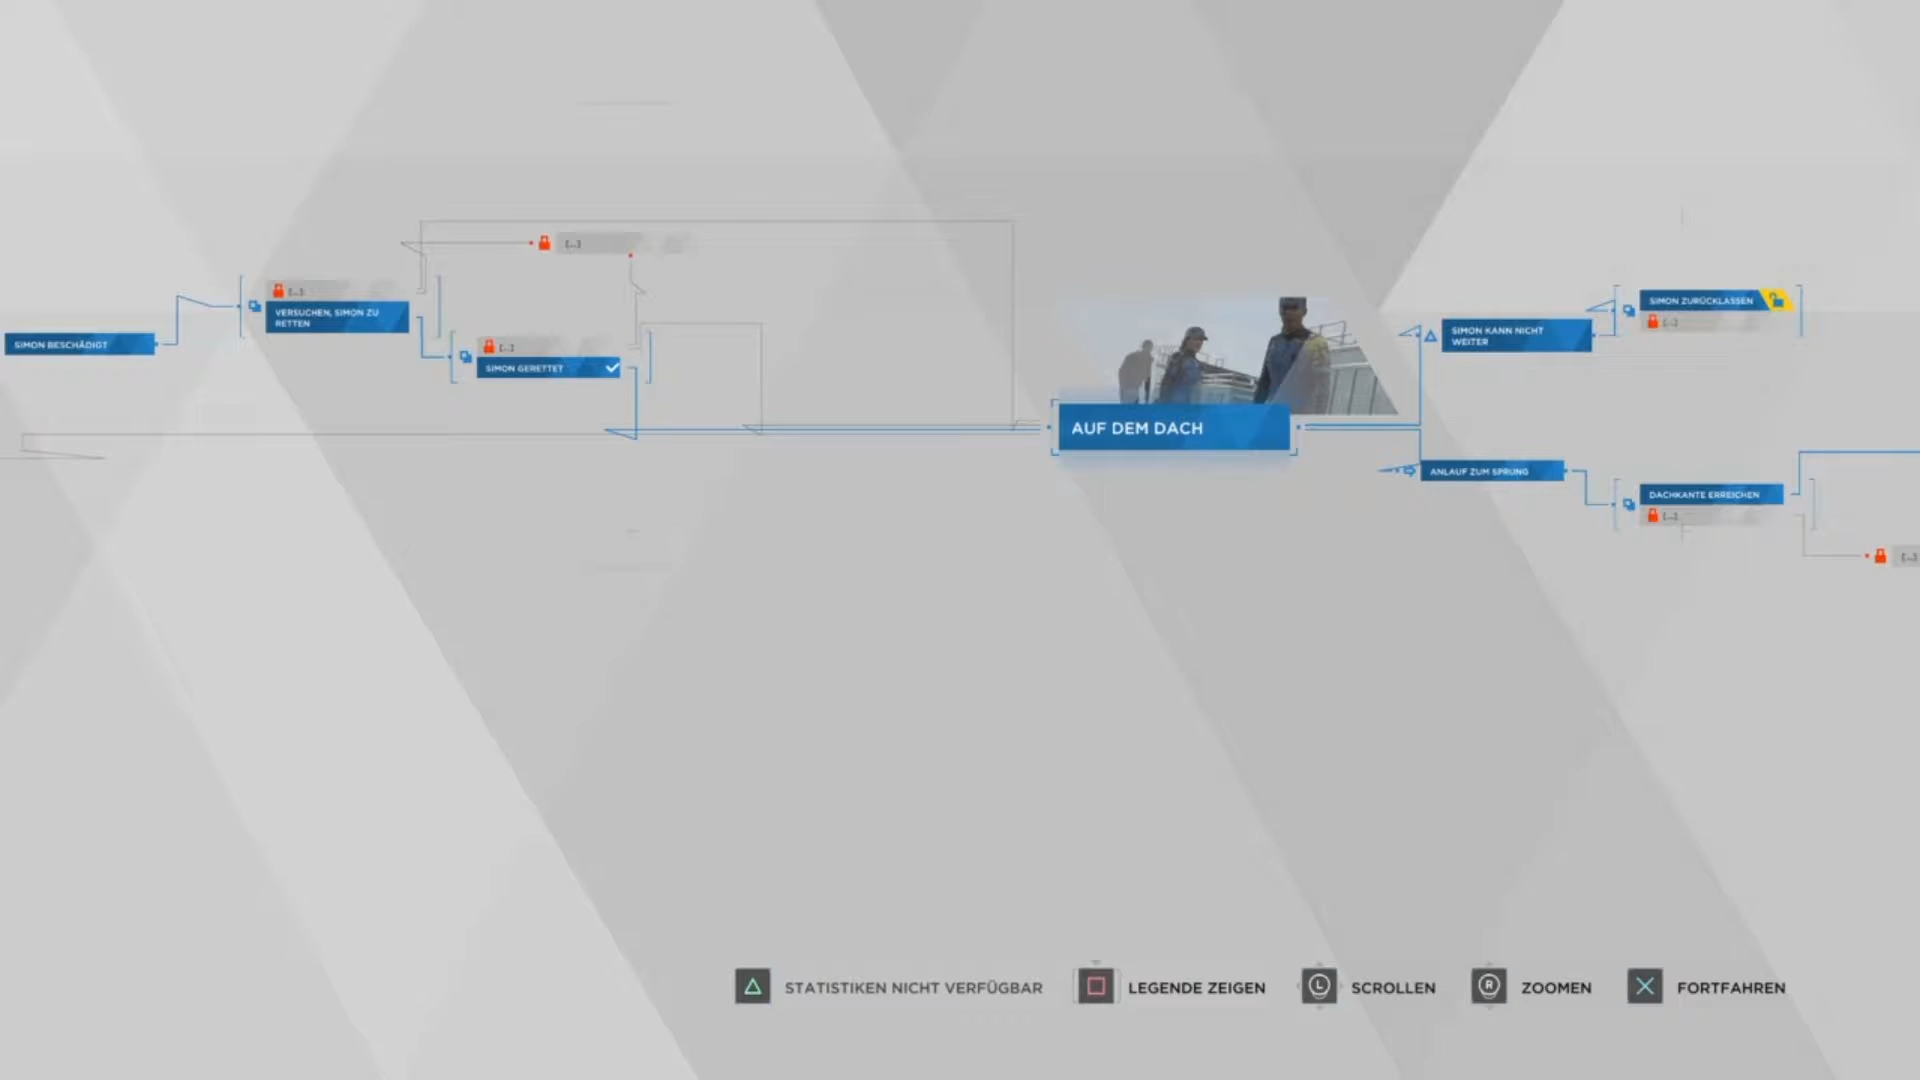 [...]
[...]
VERSUCHEN, SIMON ZU
RETTEN
SIMON BESCHÄDIGT
[...]
SIMON GERETTET
AUF DEM DACH
SIMON ZURÜCKLASSEN
[...]
SIMON KANN NICHT
WEITER
ANLAUF ZUM SPRUNG
DACHKANTE ERREICHEN
[...]
[...]
STATISTIKEN NICHT VERFÜGBAR
LEGENDE ZEIGEN
L
SCROLLEN
R
ZOOMEN
FORTFAHREN